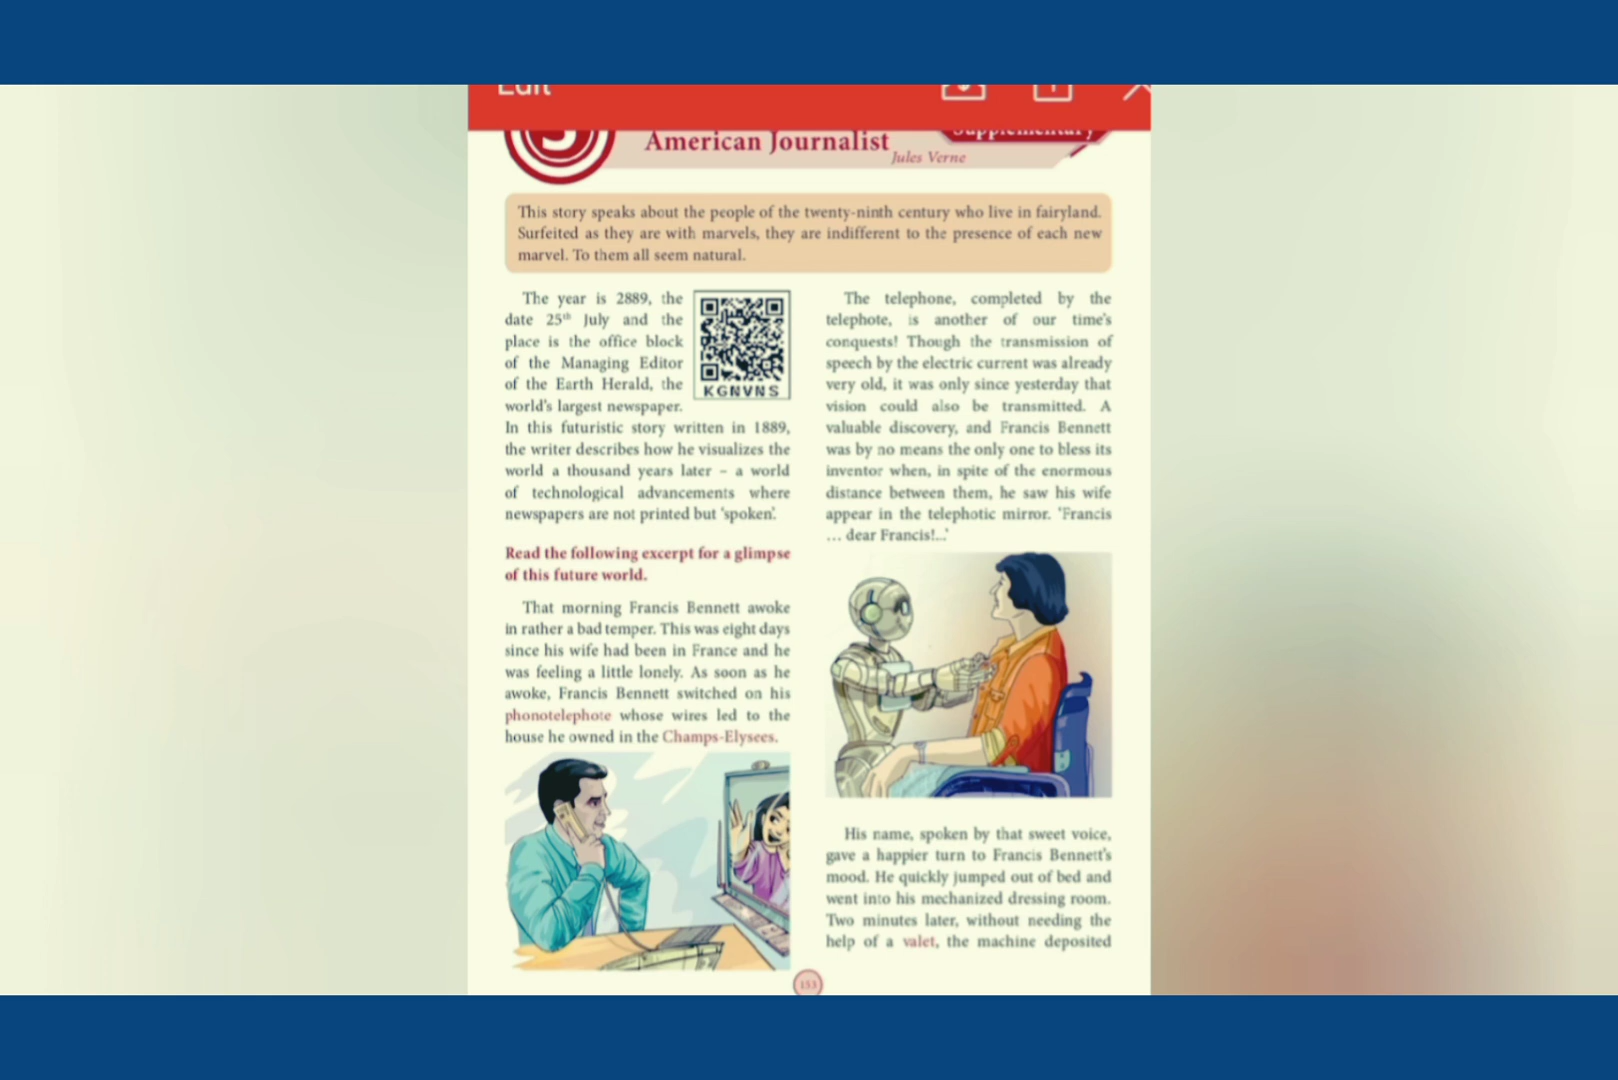 Edit
American Journalist
Supplementary
Jules Verne
This story speaks about the people of the twenty-ninth century who live in fairyland.
Surfeited as they are with marvels, they are indifferent to the presence of each new
marvel. To them all seem natural.
The year is 2889, the
date 25th July and the
place is the office block
of the Managing Editor
of the Earth Herald, the
world's largest newspaper.
In this futuristic story written in 1889,
the writer describes how he visualizes the
world a thousand years later – a world
of technological advancements where
newspapers are not printed but 'spoken'.
KGNVNS
Read the following excerpt for a glimpse
of this future world.
That morning Francis Bennett awoke
in rather a bad temper. This was eight days
since his wife had been in France and he
was feeling a little lonely. As soon as he
awoke, Francis Bennett switched on his
phonotelephote whose wires led to the
house he owned in the Champs-Elysees.
The telephone, completed by the
telephote, is another of our time's
conquests! Though the transmission of
speech by the electric current was already
very old, it was only since yesterday that
vision could also be transmitted. A
valuable discovery, and Francis Bennett
was by no means the only one to bless its
inventor when, in spite of the enormous
distance between them, he saw his wife
appear in the telephotic mirror. 'Francis
… dear Francis!...'
His name, spoken by that sweet voice,
gave a happier turn to Francis Bennett's
mood. He quickly jumped out of bed and
went into his mechanized dressing room.
Two minutes later, without needing the
help of a valet, the machine deposited
153